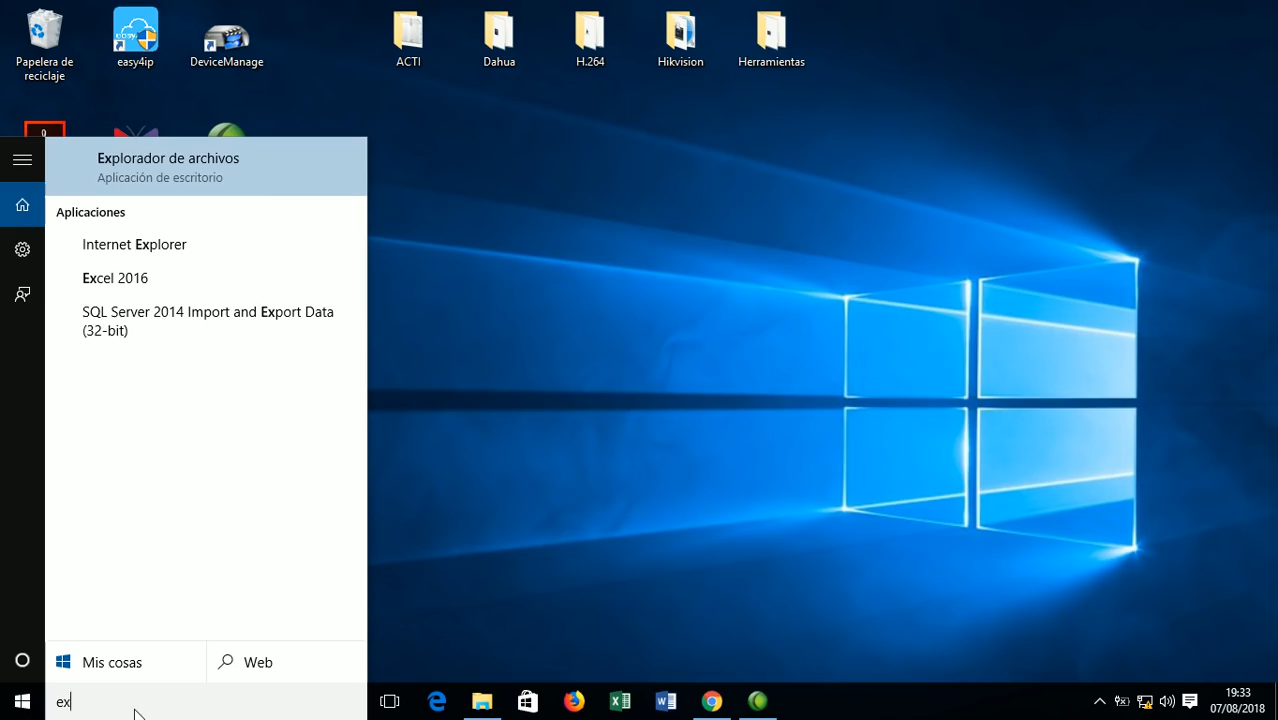 Papelera de
reciclaje
easy4ip
DeviceManage
ACTI
Dahua
H.264
Hikvision
Herramientas
Explorador de archivos
Aplicación de escritorio
Aplicaciones
Internet Explorer
Excel 2016
SQL Server 2014 Import and Export Data
(32-bit)
Mis cosas
Web
ex
19:33
07/08/2018